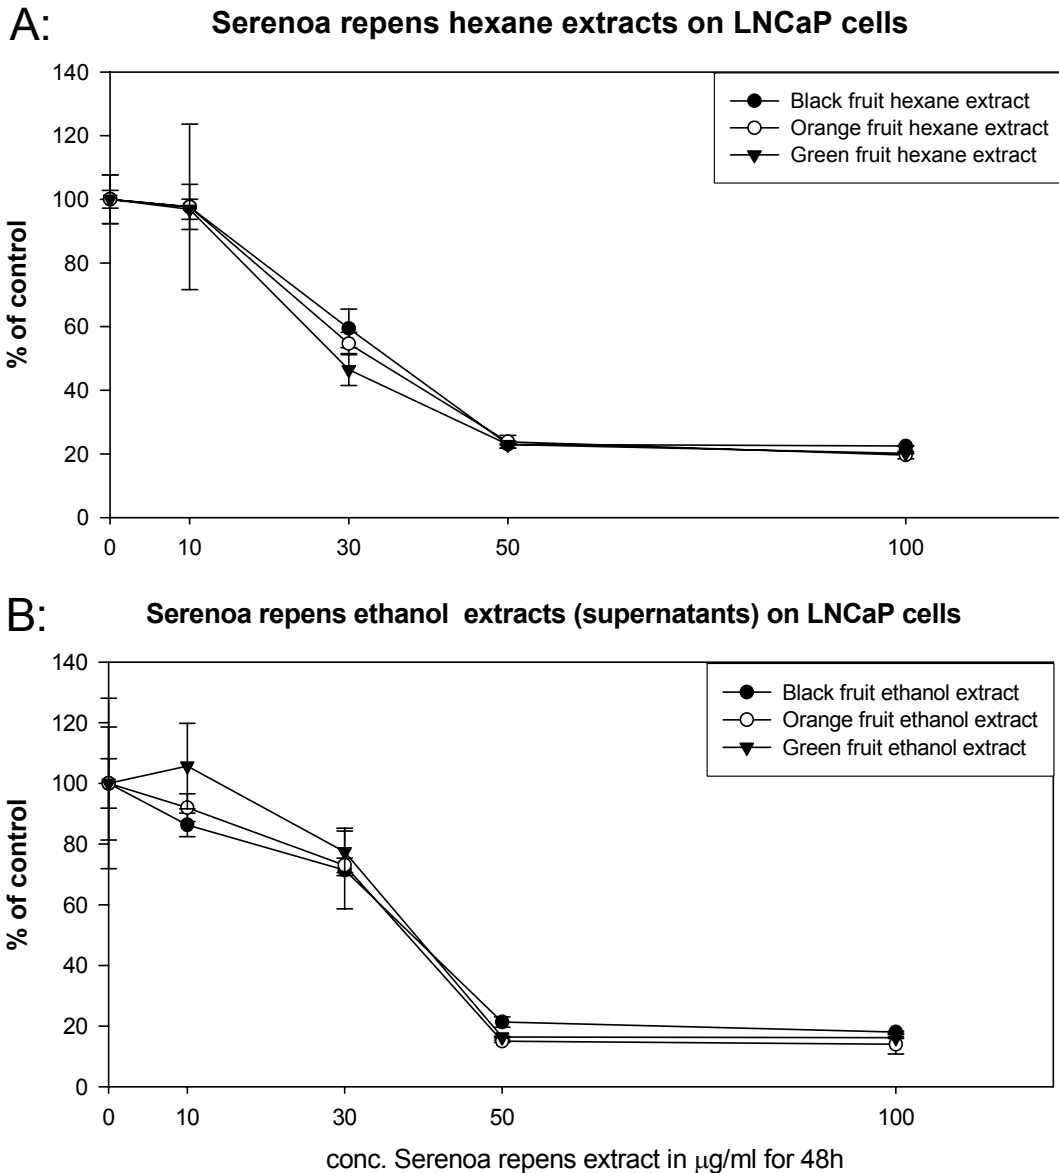 A:
Serenoa repens hexane extracts on LNCaP cells
140
120
100
80
60
40
20
0
% of control
Black fruit hexane extract
Orange fruit hexane extract
Green fruit hexane extract
0 10 30 50 100
B:
Serenoa repens ethanol extracts (supernatants) on LNCaP cells
140
120
100
80
60
40
20
0
% of control
Black fruit ethanol extract
Orange fruit ethanol extract
Green fruit ethanol extract
0 10 30 50 100
conc. Serenoa repens extract in μg/ml for 48h